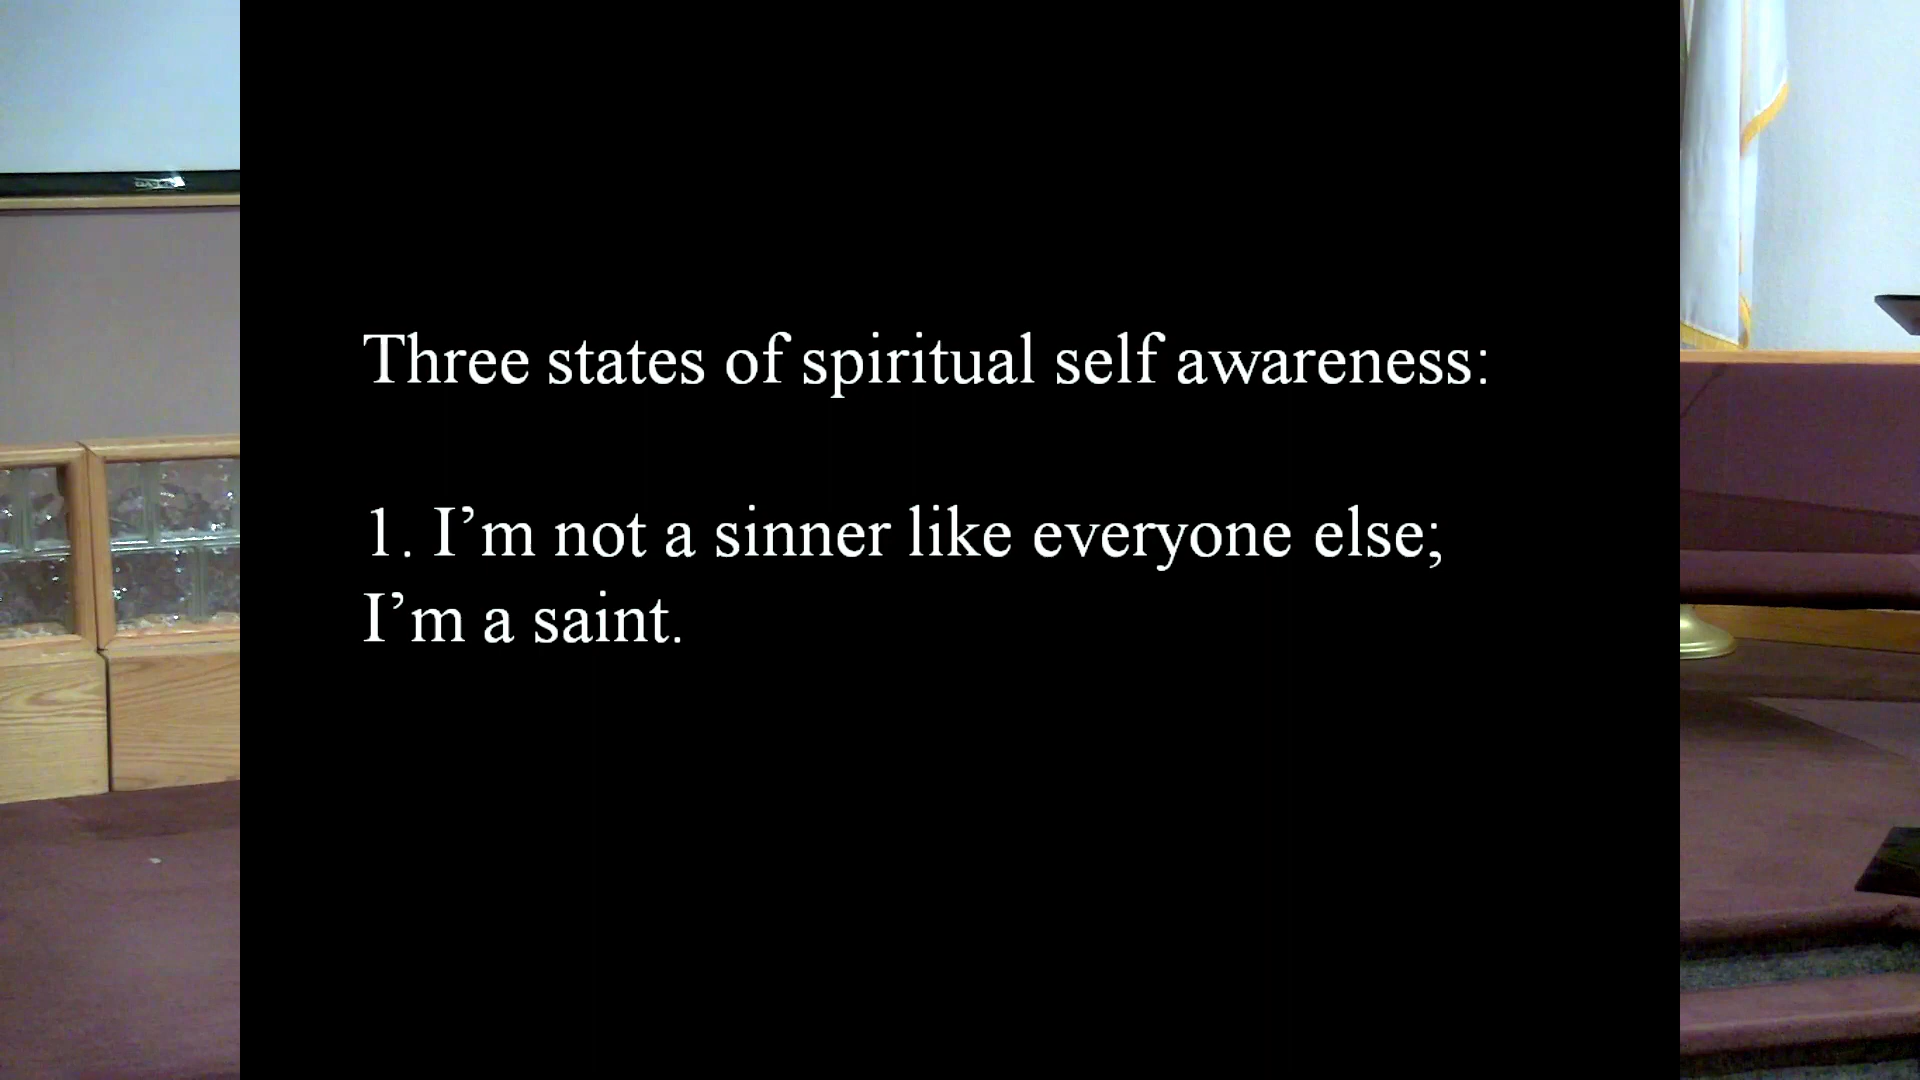 Three states of spiritual self awareness:
1. I’m not a sinner like everyone else;
I’m a saint.